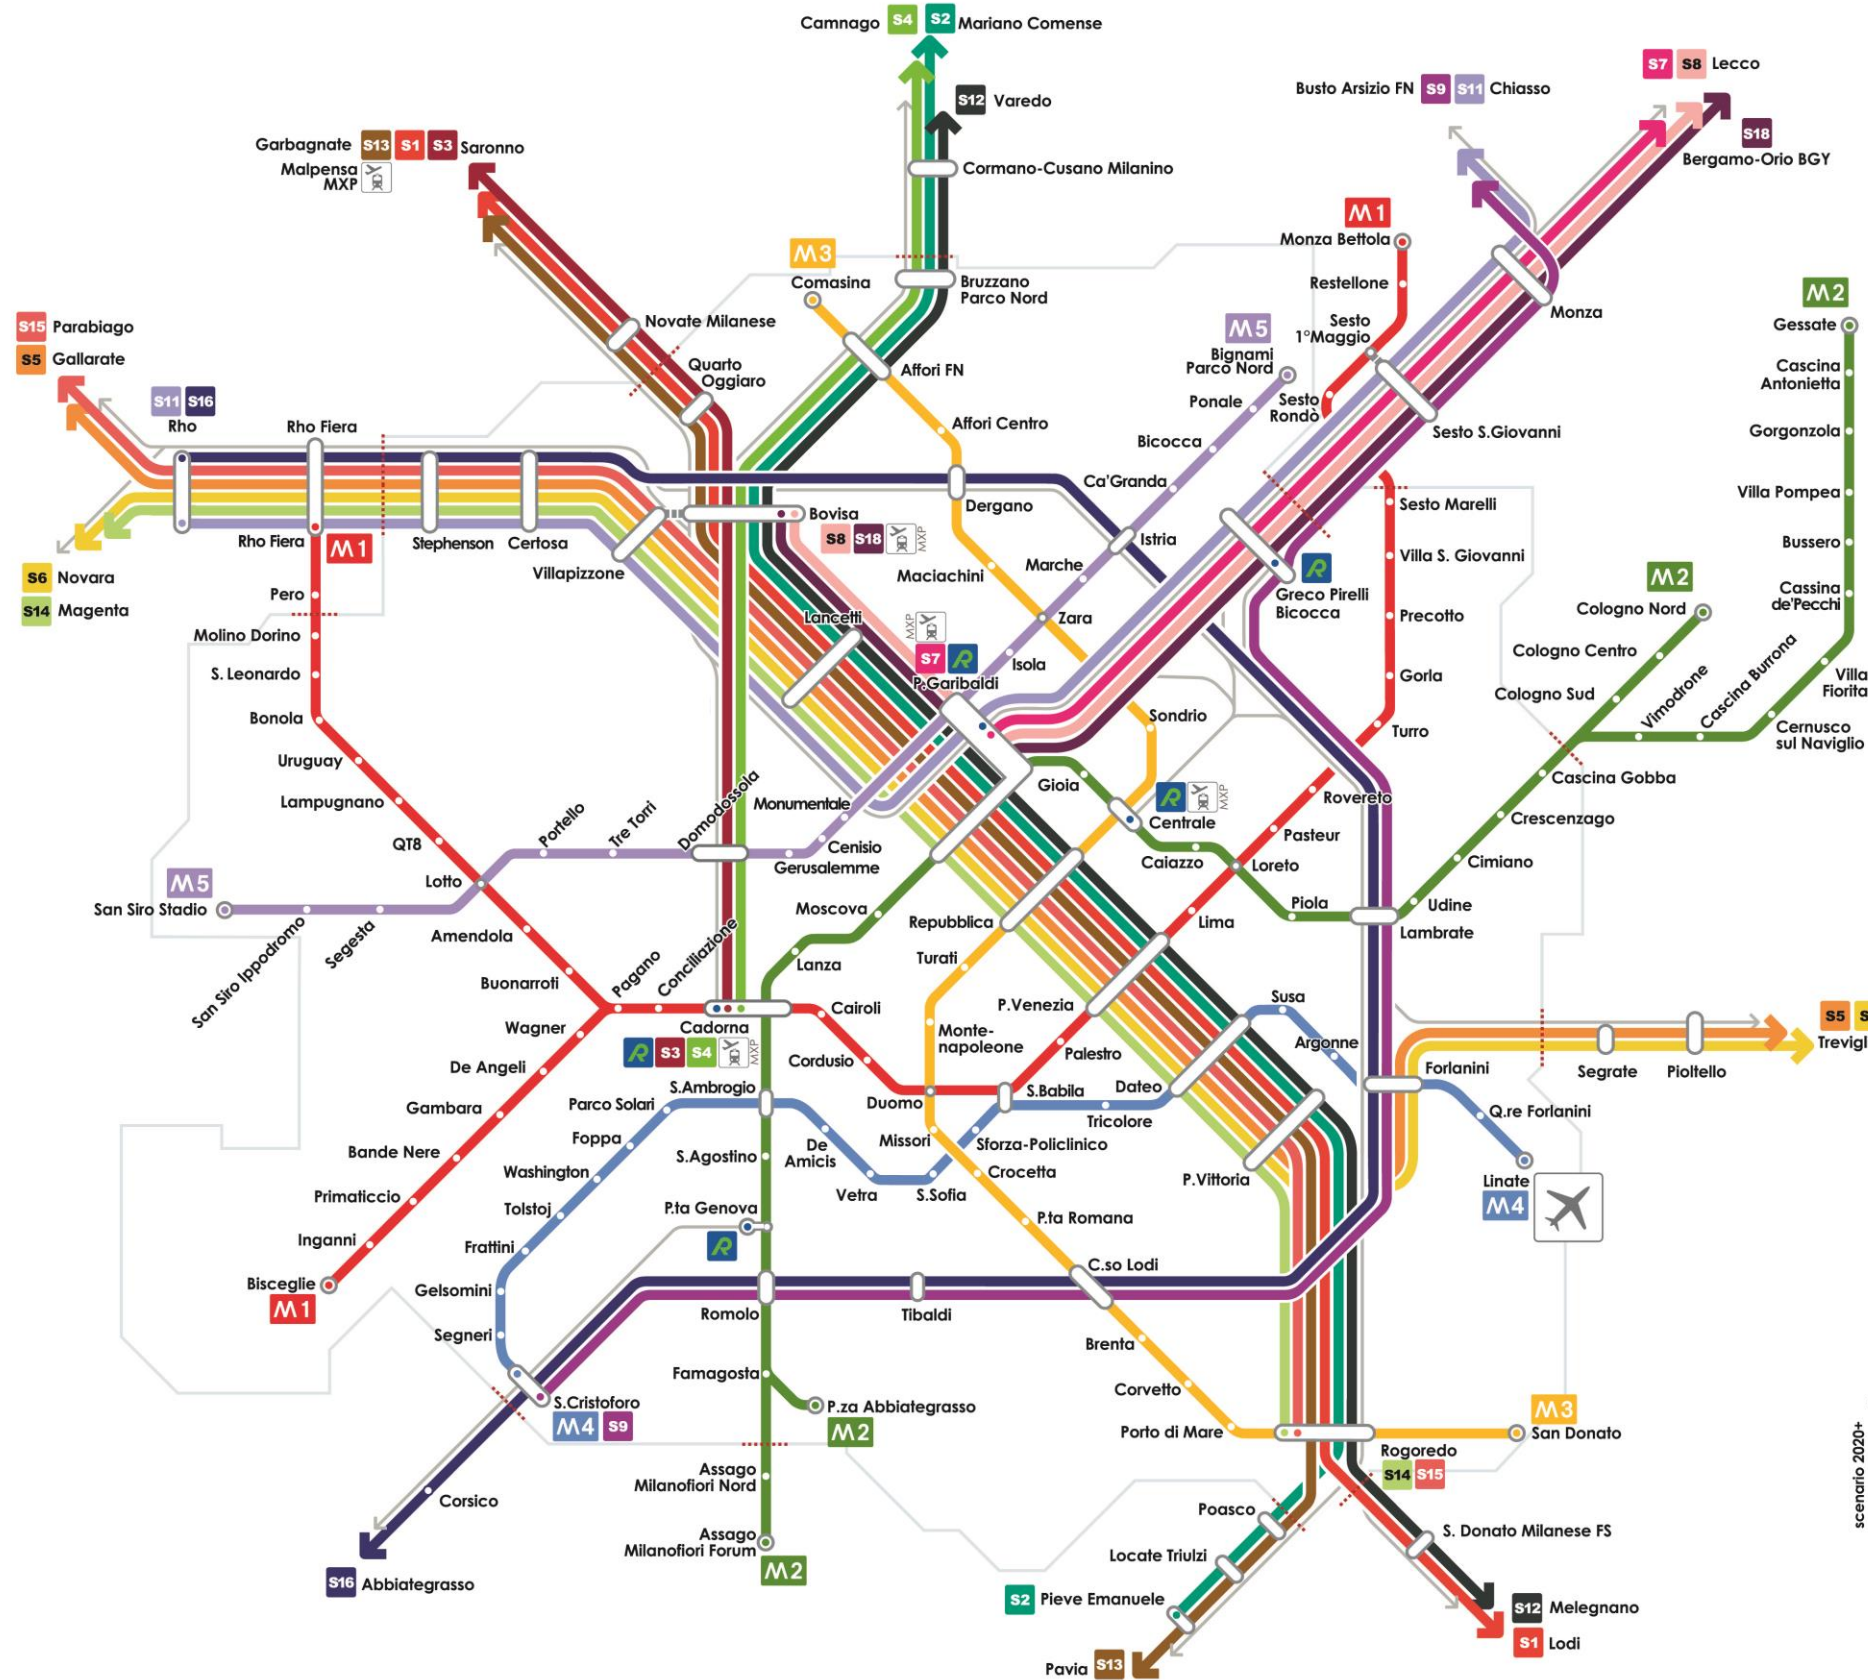 Camnago S4 S2 Mariano Comense
S7 S8 Lecco
Busto Arsizio FN S9 S11 Chiasso
S12 Varedo
S18
Bergamo-Orio BGY
Garbagnate S13 S1 S3 Saronno
Malpensa
MXP
Cormano-Cusano Milanino
M1
Monza Bettola
M3
Comasina
Bruzzano
Parco Nord
Restellone
M2
Gessate
Monza
S15 Parabiago
S5 Gallarate
Novate Milanese
M5
Bignami
Parco Nord
Sesto
1°Maggio
Quarto
Oggiaro
Affori FN
Cascina
Antonietta
S11 S16
Rho
Rho Fiera
Ponale
Sesto
Rondò
Affori Centro
Bicocca
Sesto S.Giovanni
Gorgonzola
Ca'Granda
Dergano
Sesto Marelli
Villa Pompea
Bovisa
S8 S18 MXP
Rho Fiera
M1
Stephenson
Certosa
Istria
Villa S. Giovanni
Bussero
Villapizzone
Maciachini
Marche
Greco Pirelli
Bicocca
M2
Cologno Nord
Cassina
de'Pecchi
S6 Novara
S14 Magenta
Pero
Lancetti
MXP
Zara
Precotto
Molino Dorino
S7
P.Garibaldi
Isola
Cologno Centro
Cascina Burrona
Vimodrone
S. Leonardo
Gorla
Cologno Sud
Villa
Fiorita
Bonola
Sondrio
Turro
Cernusco
sul Naviglio
Uruguay
Gioia
Cascina Gobba
Lampugnano
Portello
Tre Torri
Domodossola
Monumentale
MXP
Centrale
Rovereto
Crescenzago
QT8
Cenisio
Gerusalemme
Caiazzo
Pasteur
Loreto
Cimiano
Lotto
M5
San Siro Stadio
Moscova
Repubblica
Lima
Piola
Udine
Lambrate
San Siro Ippodromo
Segesta
Amendola
Conciliazione
Pagano
Lanza
Turati
Buonarroti
P.Venezia
Susa
Wagner
Cadorna
S3 S4 MXP
Cairoli
Monte-
napoleone
Argonne
S5
Segrate
Pioltello
De Angeli
Cordusio
Palestro
Dateo
Forlanini
S.Ambrogio
Gambara
Parco Solari
Duomo
S.Babila
Tricolore
Q.re Forlanini
Foppa
De
Amicis
Missori
Sforza-Policlinico
Bande Nere
S.Agostino
Washington
Crocetta
P.Vittoria
Linate
M4
Primaticcio
Vetra
S.Sofia
Tolstoj
P.ta Genova
P.ta Romana
Inganni
Frattini
C.so Lodi
Bisceglie
M1
Gelsomini
Romolo
Tibaldi
Segneri
Brenta
Famagosta
Corvetto
S.Cristoforo
M4 S9
P.za Abbiategrasso
M2
M3
San Donato
Porto di Mare
Rogoredo
S14 S15
Assago
Milanofiori Nord
Corsico
Poasco
scenario 2020+
Assago
Milanofiori Forum
S. Donato Milanese FS
Locate Triulzi
M2
S16 Abbiategrasso
S2 Pieve Emanuele
S12 Melegnano
S1 Lodi
Pavia S13